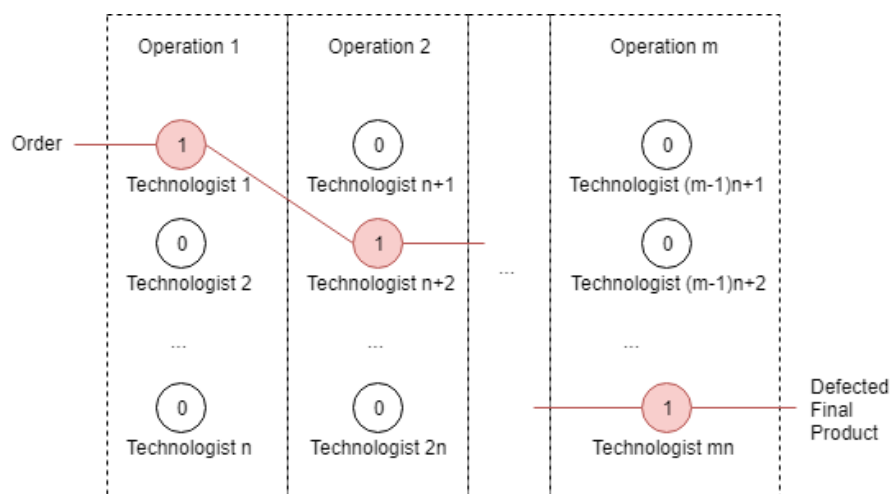 Operation 1
Operation 2
Operation m
Order
1
0
0
Technologist 1
Technologist n+1
Technologist (m-1)n+1
0
1
0
Technologist 2
Technologist n+2
...
Technologist (m-1)n+2
...
...
...
0
0
1
Defected
Final
Product
Technologist n
Technologist 2n
Technologist mn